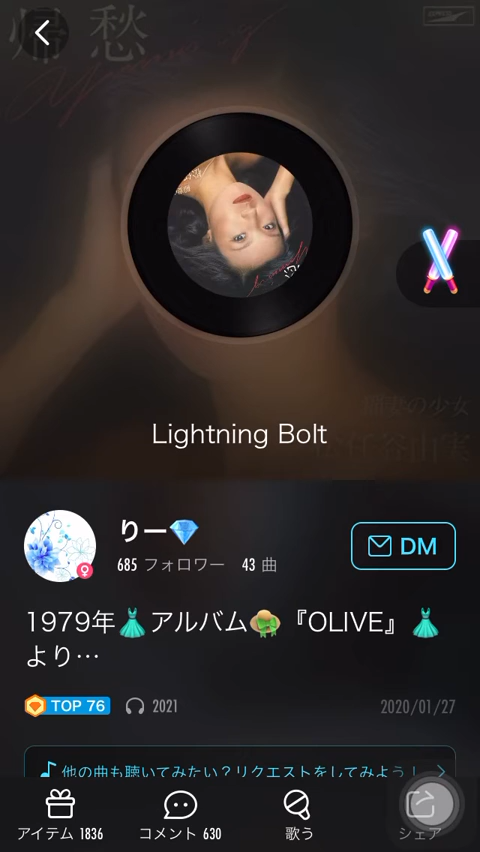 帰愁
Lightning Bolt
りー💎
685 フォロワー 43 曲
DM
1979年👗アルバム👒『OLIVE』👗
より…
TOP 76 2021 2020/01/27
他の曲も聴いてみたい？リクエストをしてみよう！
アイテム 1836 コメント 630 歌う シェア